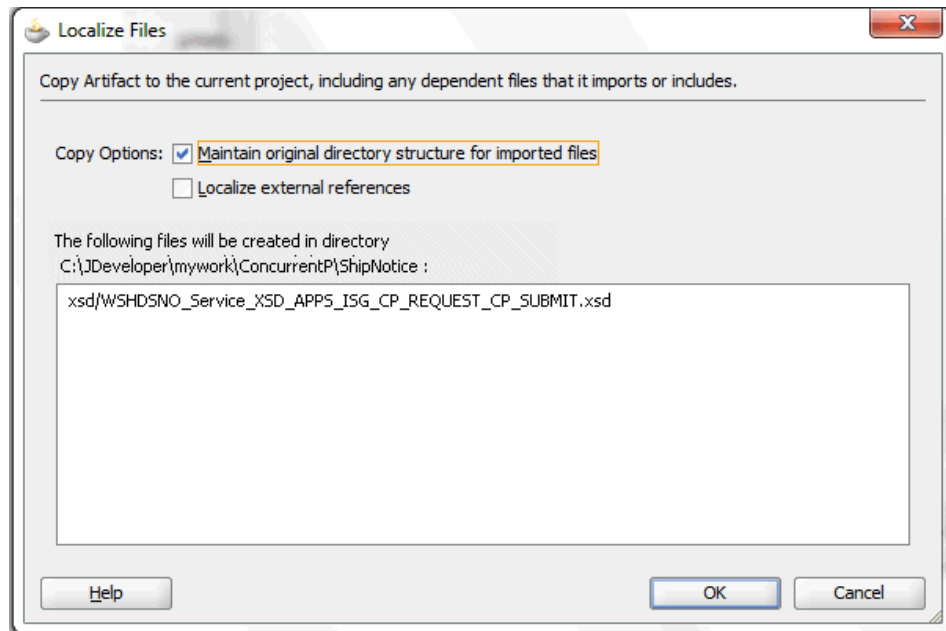 Localize Files
Copy Artifact to the current project, including any dependent files that it imports or includes.
Copy Options: Maintain original directory structure for imported files
Localize external references
The following files will be created in directory
C:\JDeveloper\mywork\ConcurrentP\ShipNotice :
xsd/WSHDSNO_Service_XSD_APPS_ISG_CP_REQUEST_CP_SUBMIT.xsd
Help OK Cancel